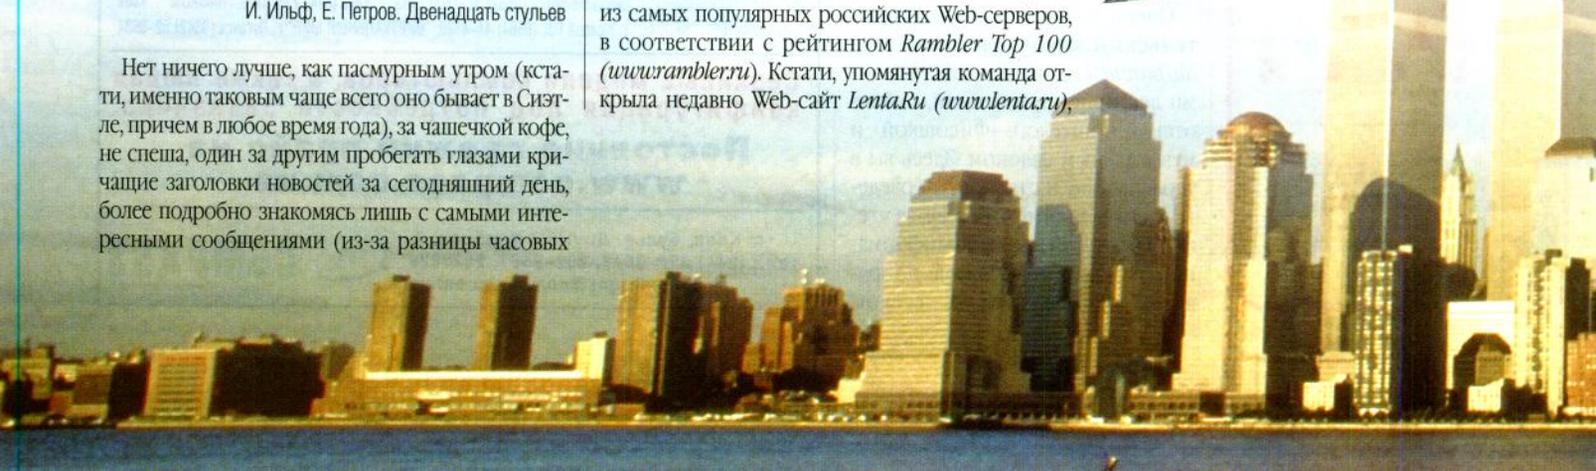 И. Ильф, Е. Петров. Двенадцать стульев
Нет ничего лучше, как пасмурным утром (кста-
ти, именно таковым чаще всего оно бывает в Сиэт-
ле, причем в любое время года), за чашечкой кофе,
не спеша, один за другим пробегать глазами кри-
чащие заголовки новостей за сегодняшний день,
более подробно знакомясь лишь с самыми инте-
ресными сообщениями (из-за разницы часовых
из самых популярных российских Web-серверов,
в соответствии с рейтингом Rambler Top 100
(www.rambler.ru). Кстати, упомянутая команда от-
крыла недавно Web-сайт Lenta.Ru (www.lenta.ru),